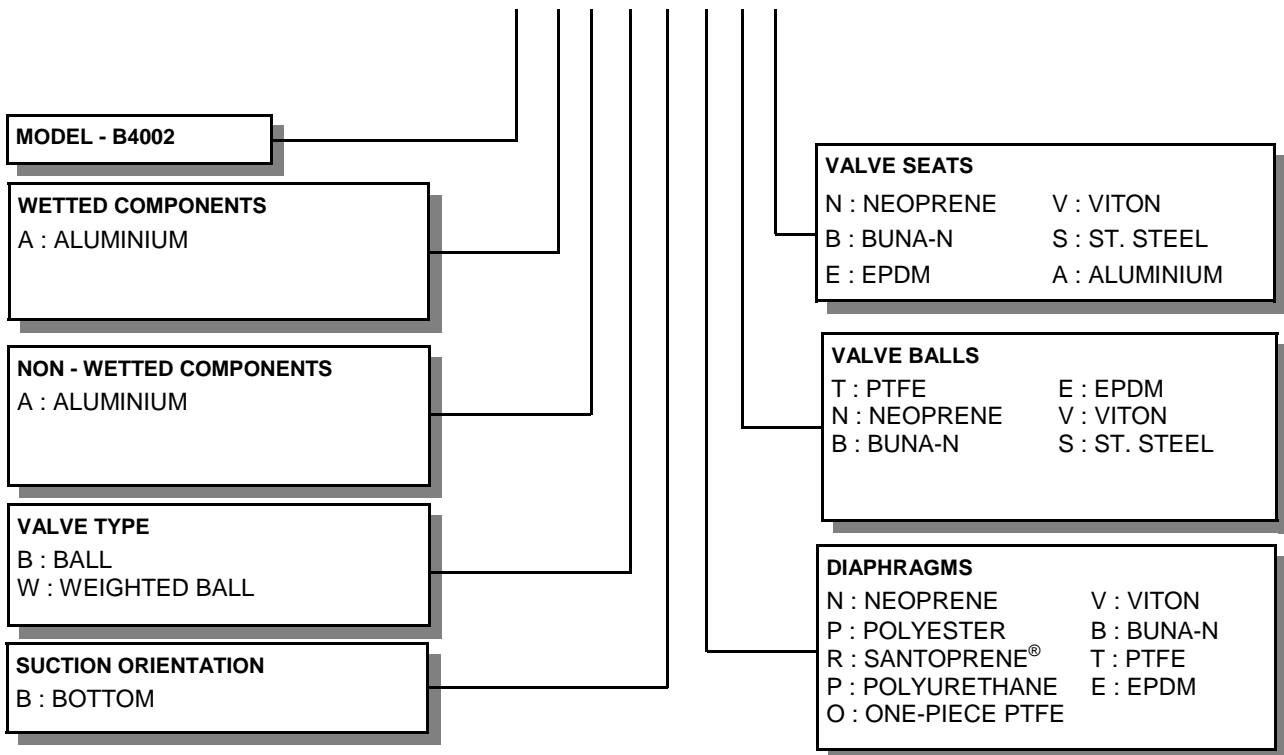 MODEL - B4002
WETTED COMPONENTS
A : ALUMINIUM
NON - WETTED COMPONENTS
A : ALUMINIUM
VALVE TYPE
B : BALL
W : WEIGHTED BALL
SUCTION ORIENTATION
B : BOTTOM
VALVE SEATS
N : NEOPRENE V : VITON
B : BUNA-N S : ST. STEEL
E : EPDM A : ALUMINIUM
VALVE BALLS
T : PTFE E : EPDM
N : NEOPRENE V : VITON
B : BUNA-N S : ST. STEEL
DIAPHRAGMS
N : NEOPRENE V : VITON
P : POLYESTER B : BUNA-N
R : SANTOPRENE® T : PTFE
P : POLYURETHANE E : EPDM
O : ONE-PIECE PTFE